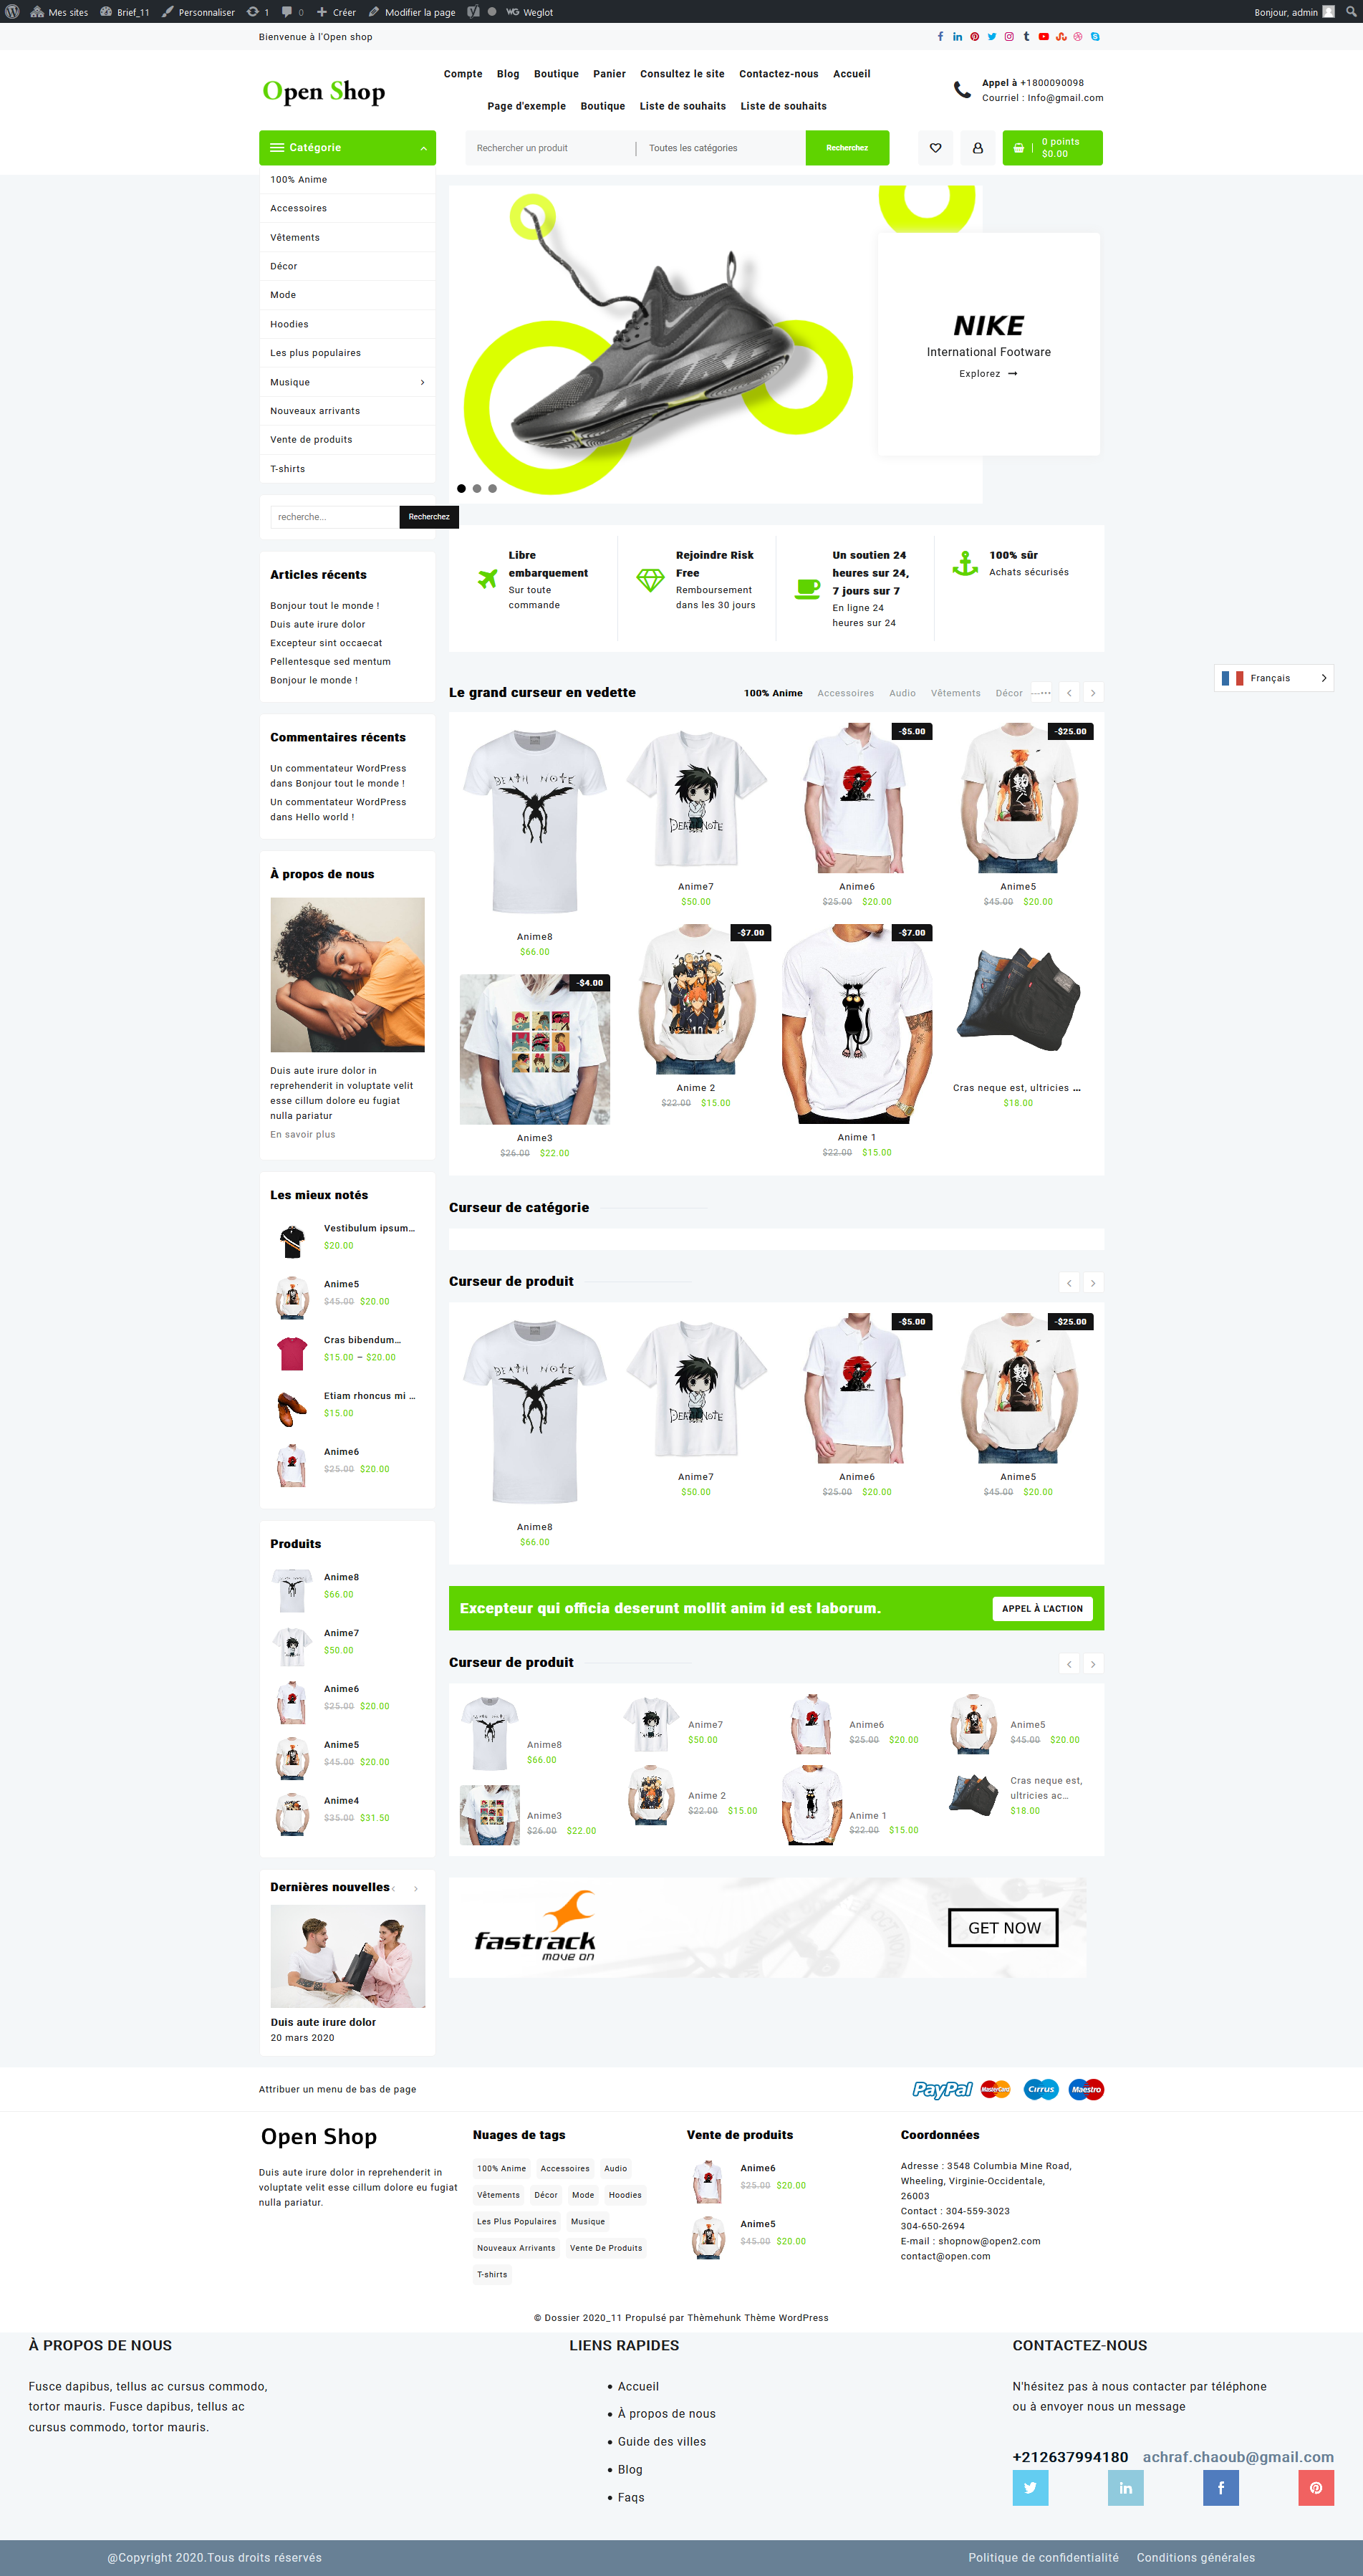 Mes sites Brief_11 Personnaliser 1 0 Créer Modifier la page Weglot Bonjour, admin
Bienvenue à l'Open shop
Open Shop
Compte Blog Boutique Panier Consultez le site Contactez-nous Accueil
Page d'exemple Boutique Liste de souhaits Liste de souhaits
Appel à +1800090098
Courriel : Info@gmail.com
Catégorie
Rechercher un produit
Toutes les catégories
Recherchez
0 points
$0.00
100% Anime
Accessoires
Vêtements
Décor
Mode
Hoodies
Les plus populaires
Musique
Nouveaux arrivants
Vente de produits
T-shirts
NIKE
International Footware
Explorez
recherche...
Recherchez
Articles récents
Bonjour tout le monde !
Duis aute irure dolor
Excepteur sint occaecat
Pellentesque sed mentum
Bonjour le monde !
Commentaires récents
Un commentateur WordPress
dans Bonjour tout le monde !
Un commentateur WordPress
dans Hello world !
À propos de nous
Duis aute irure dolor in
reprehenderit in voluptate velit
esse cillum dolore eu fugiat
nulla pariatur
En savoir plus
Les mieux notés
Vestibulum ipsum...
$20.00
Anime5
$45.00 $20.00
Cras bibendum...
$15.00 – $20.00
Etiam rhoncus mi ...
$15.00
Anime6
$25.00 $20.00
Produits
Anime8
$66.00
Anime7
$50.00
Anime6
$25.00 $20.00
Anime5
$45.00 $20.00
Anime4
$35.00 $31.50
Dernières nouvelles
Duis aute irure dolor
20 mars 2020
Libre
embarquement
Sur toute
commande
Rejoindre Risk
Free
Remboursement
dans les 30 jours
Un soutien 24
heures sur 24,
7 jours sur 7
En ligne 24
heures sur 24
100% sûr
Achats sécurisés
Français
Le grand curseur en vedette
100% Anime Accessoires Audio Vêtements Décor
DEATH NOTE
Anime8
$66.00
DEATHNOTE
Anime7
$50.00
-$5.00
Anime6
$25.00 $20.00
-$25.00
Anime5
$45.00 $20.00
-$4.00
Anime3
$26.00 $22.00
-$7.00
10
Anime 2
$22.00 $15.00
-$7.00
Anime 1
$22.00 $15.00
Cras neque est, ultricies ...
$18.00
Curseur de catégorie
Curseur de produit
DEATH NOTE
Anime8
$66.00
DEATHNOTE
Anime7
$50.00
-$5.00
Anime6
$25.00 $20.00
-$25.00
Anime5
$45.00 $20.00
Excepteur qui officia deserunt mollit anim id est laborum.
APPEL À L'ACTION
Curseur de produit
Anime8
$66.00
Anime7
$50.00
Anime6
$25.00 $20.00
Anime5
$45.00 $20.00
Anime3
$26.00 $22.00
Anime 2
$22.00 $15.00
Anime 1
$22.00 $15.00
Cras neque est,
ultricies ac...
$18.00
fastrack
move on
GET NOW
Attribuer un menu de bas de page
PayPal MasterCard Cirrus Maestro
Open Shop
Duis aute irure dolor in reprehenderit in
voluptate velit esse cillum dolore eu fugiat
nulla pariatur.
Nuages de tags
100% Anime Accessoires Audio
Vêtements Décor Mode Hoodies
Les Plus Populaires Musique
Nouveaux Arrivants Vente De Produits
T-shirts
Vente de produits
Anime6
$25.00 $20.00
Anime5
$45.00 $20.00
Coordonnées
Adresse : 3548 Columbia Mine Road,
Wheeling, Virginie-Occidentale,
26003
Contact : 304-559-3023
304-650-2694
E-mail : shopnow@open2.com
contact@open.com
© Dossier 2020_11 Propulsé par Thèmehunk Thème WordPress
À PROPOS DE NOUS
Fusce dapibus, tellus ac cursus commodo,
tortor mauris. Fusce dapibus, tellus ac
cursus commodo, tortor mauris.
LIENS RAPIDES
Accueil
À propos de nous
Guide des villes
Blog
Faqs
CONTACTEZ-NOUS
N'hésitez pas à nous contacter par téléphone
ou à envoyer nous un message
+212637994180 achraf.chaoub@gmail.com
@Copyright 2020.Tous droits réservés
Politique de confidentialité Conditions générales